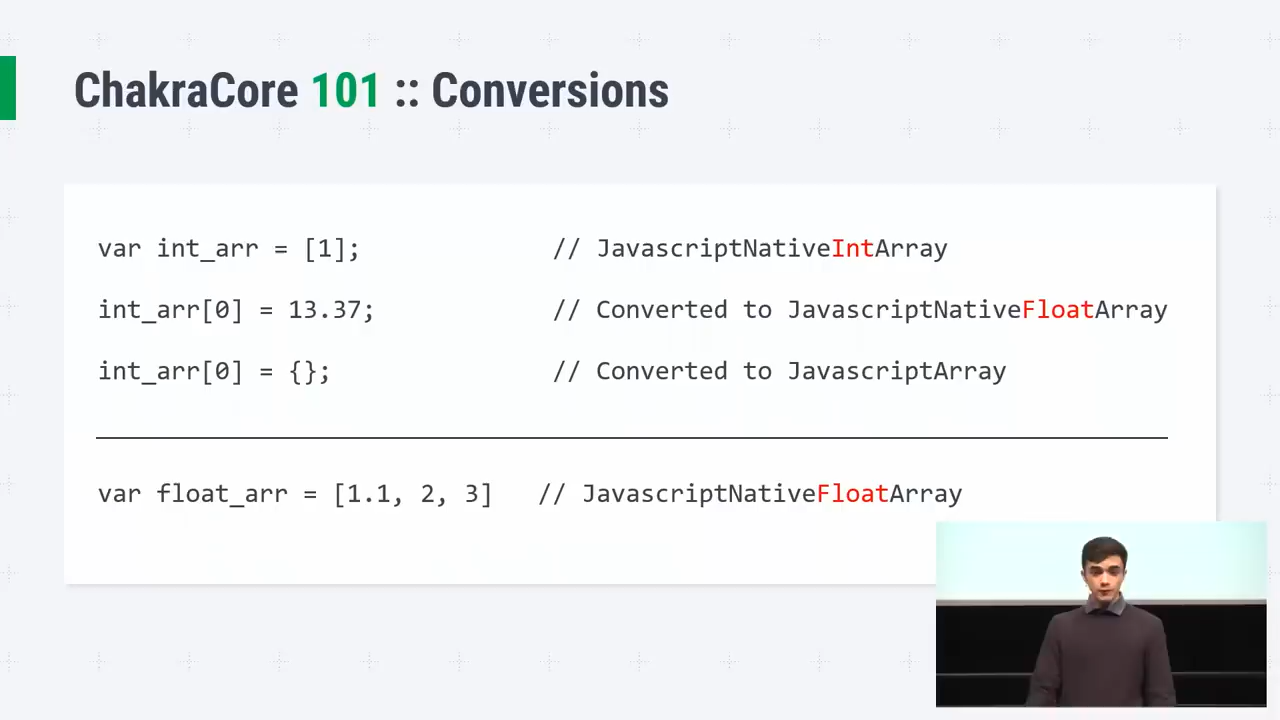 ChakraCore 101 :: Conversions
var int_arr = [1]; // JavascriptNativeIntArray
int_arr[0] = 13.37; // Converted to JavascriptNativeFloatArray
int_arr[0] = {}; // Converted to JavascriptArray
var float_arr = [1.1, 2, 3] // JavascriptNativeFloatArray